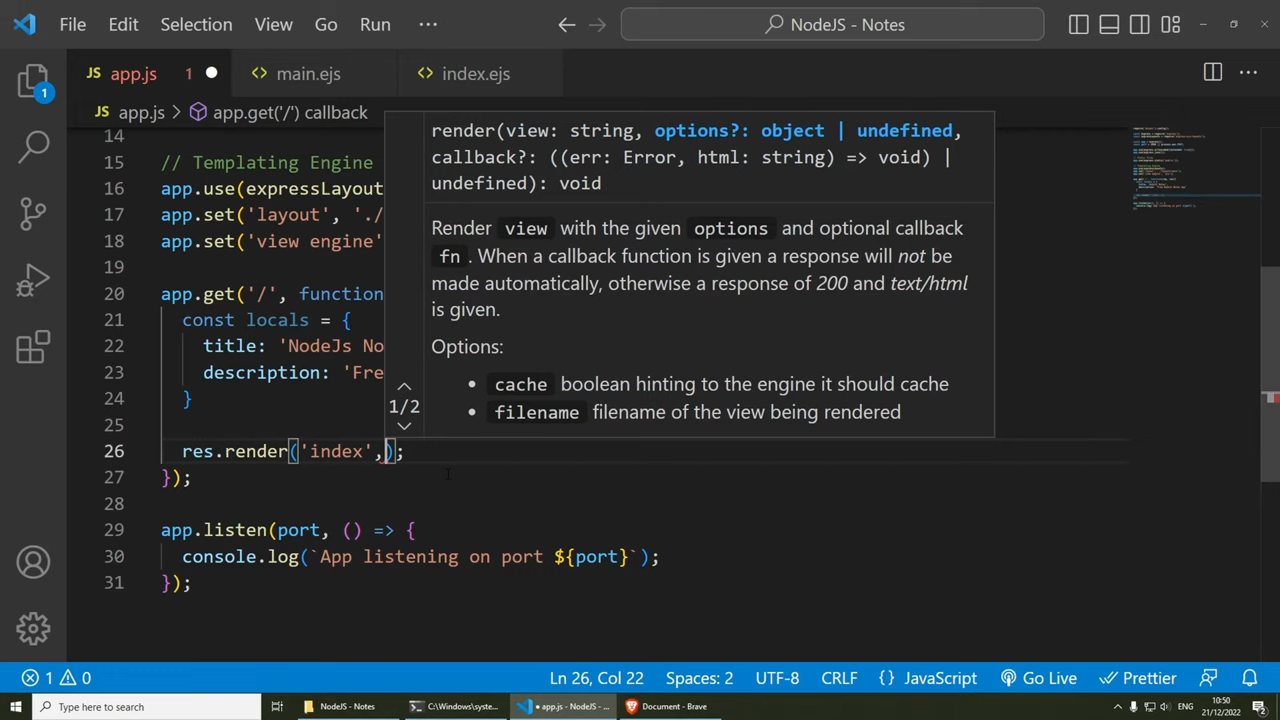 File Edit View Go Run ··· NodeJS - Notes
JS app.js 1 main.ejs index.ejs
JS app.js > app.get('/') callback
14
15 // Templating Engine
16 app.use(expressLayout
17 app.set('layout', './
18 app.set('view engine'
19
20 app.get('/', function
21 const locals = {
22 title: 'NodeJs No
23 description: 'Fre
24 }
25
26 res.render('index',);
27 });
28
29 app.listen(port, () => {
30 console.log(`App listening on port ${port}`);
31 });
render(view: string, options?: object | undefined,
callback?: ((err: Error, html: string) => void) |
undefined): void
Render view with the given options and optional callback
fn. When a callback function is given a response will not be
made automatically, otherwise a response of 200 and text/html
is given.
Options:
• cache boolean hinting to the engine it should cache
• filename filename of the view being rendered
1/2
1
1 0 Ln 26, Col 22 Spaces: 2 UTF-8 CRLF {} JavaScript Go Live Prettier
Type here to search NodeJS - Notes C:\Windows\syste... app.js - NodeJS - ... Document - Brave ENG 10:50
21/12/2022 2